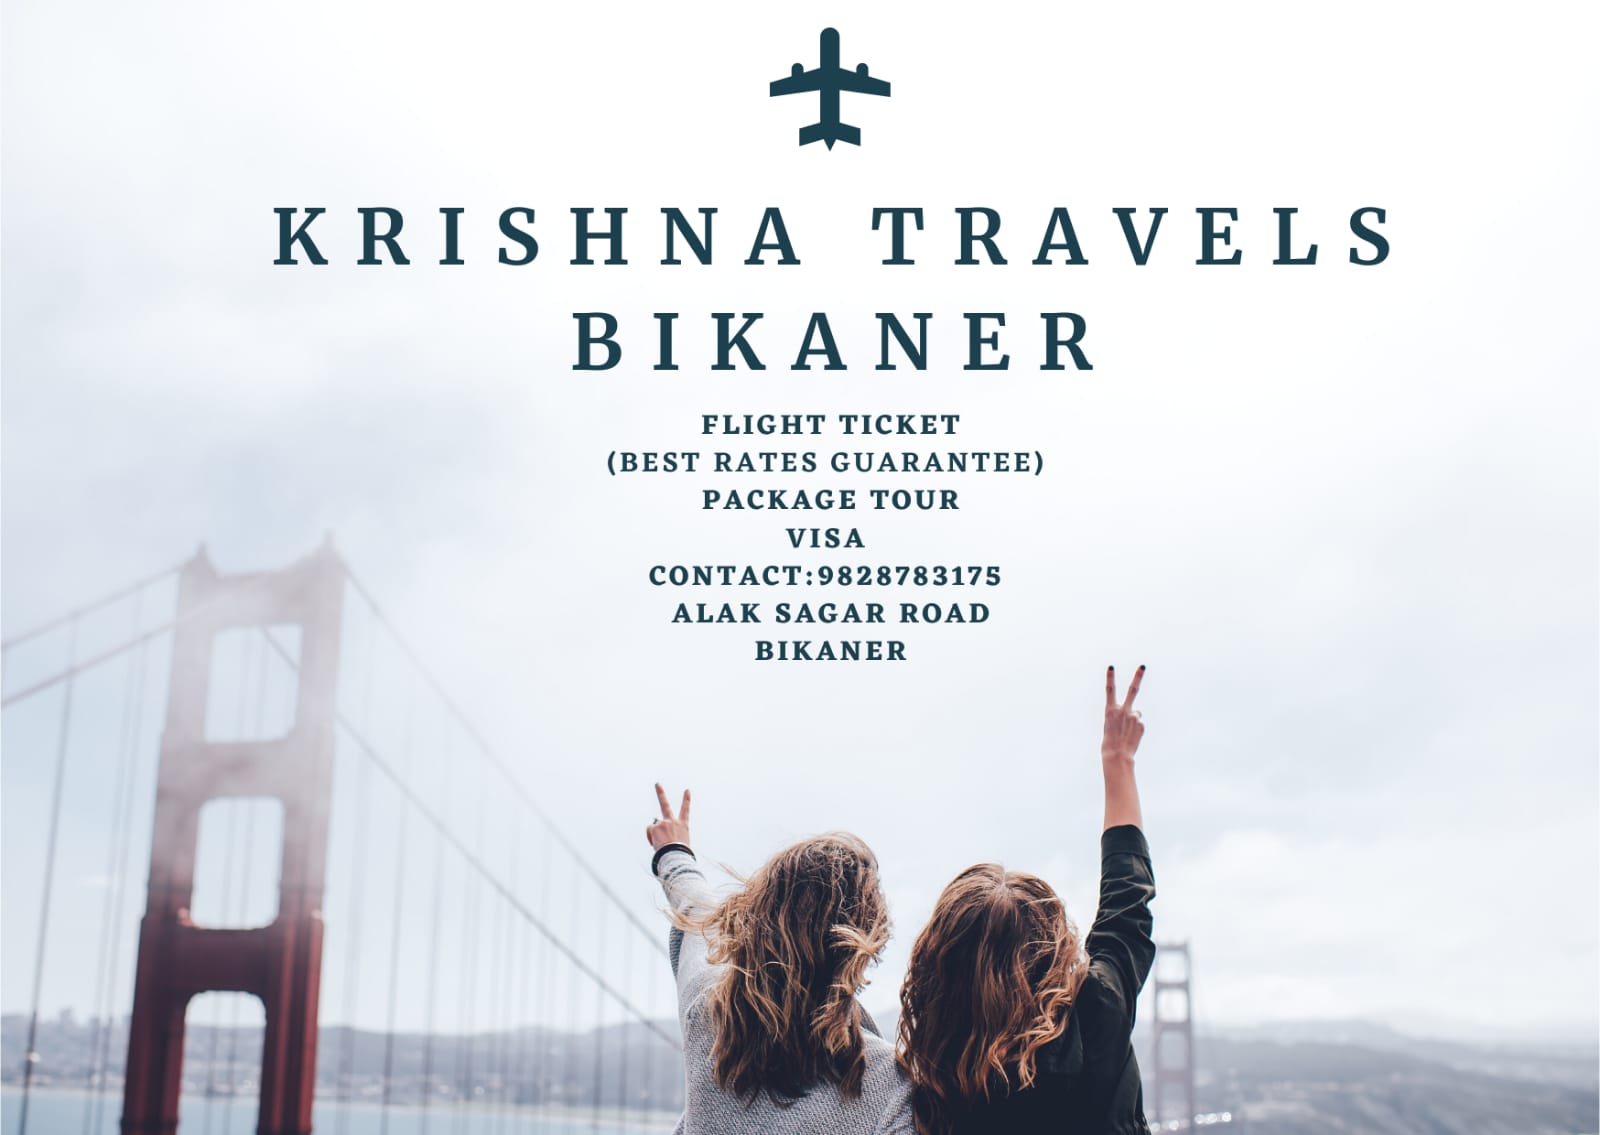 KRISHNA TRAVELS
BIKANER
FLIGHT TICKET
(BEST RATES GUARANTEE)
PACKAGE TOUR
VISA
CONTACT:9828783175
ALAK SAGAR ROAD
BIKANER